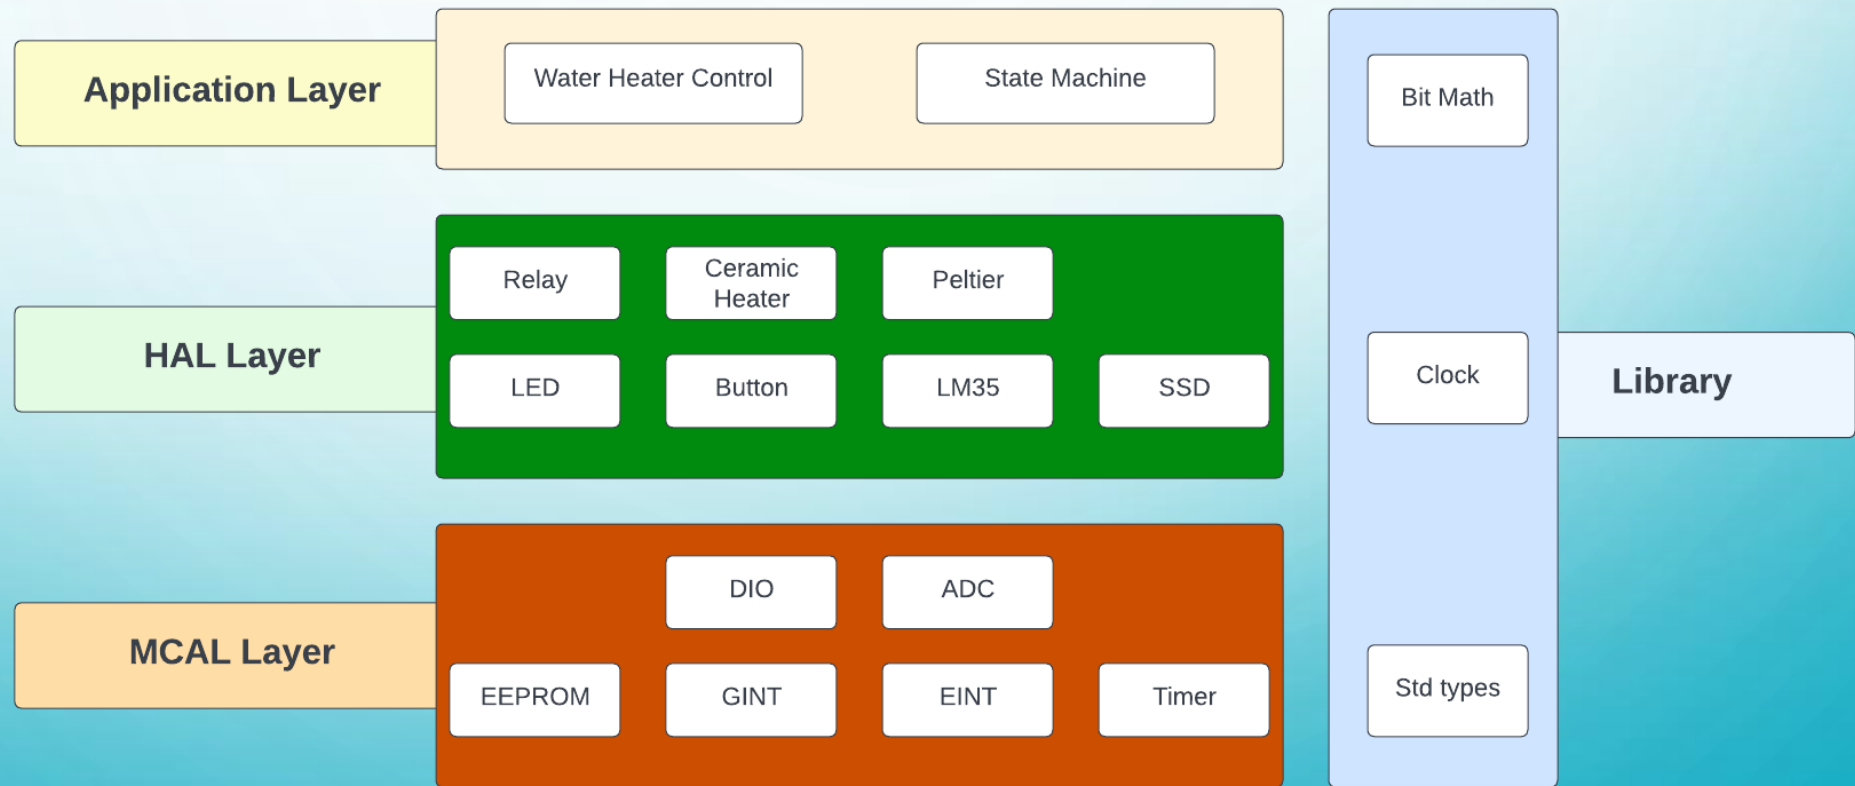 Application Layer
Water Heater Control
State Machine
Bit Math
Relay
Ceramic
Heater
Peltier
HAL Layer
LED
Button
LM35
SSD
Clock
Library
DIO
ADC
MCAL Layer
EEPROM
GINT
EINT
Timer
Std types